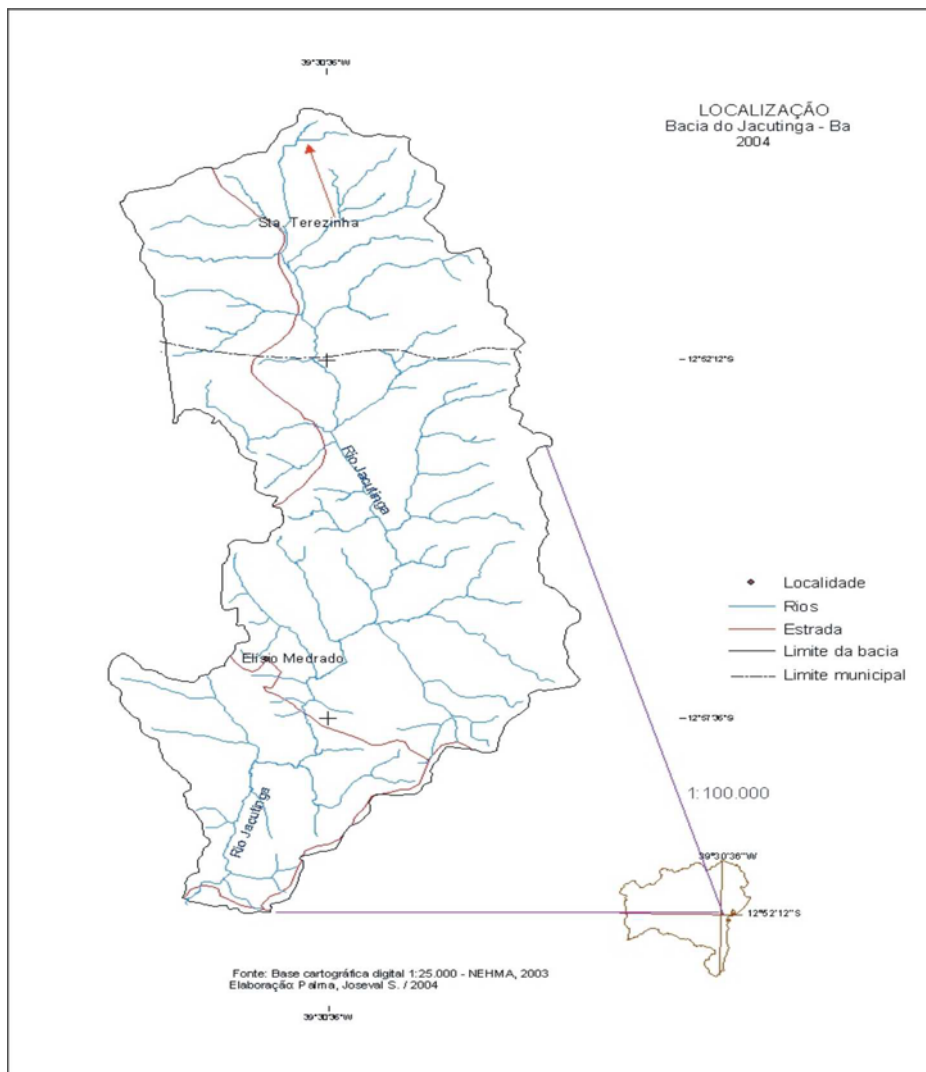 39°30'36"W
LOCALIZAÇÃO
Bacia do Jacutinga - Ba
2004
Sta. Terezinha
12°52'12"S
Rio Jacutinga
Localidade
Rios
Estrada
Limite da bacia
Limite municipal
Elísio Medrado
12°57'36"S
1:100.000
Rio Jacutinga
39°30'36"W
12°52'12"S
Fonte: Base cartográfica digital 1:25.000 - NEHMA, 2003
Elaboração: Palma, Joseval S. / 2004
39°30'36"W